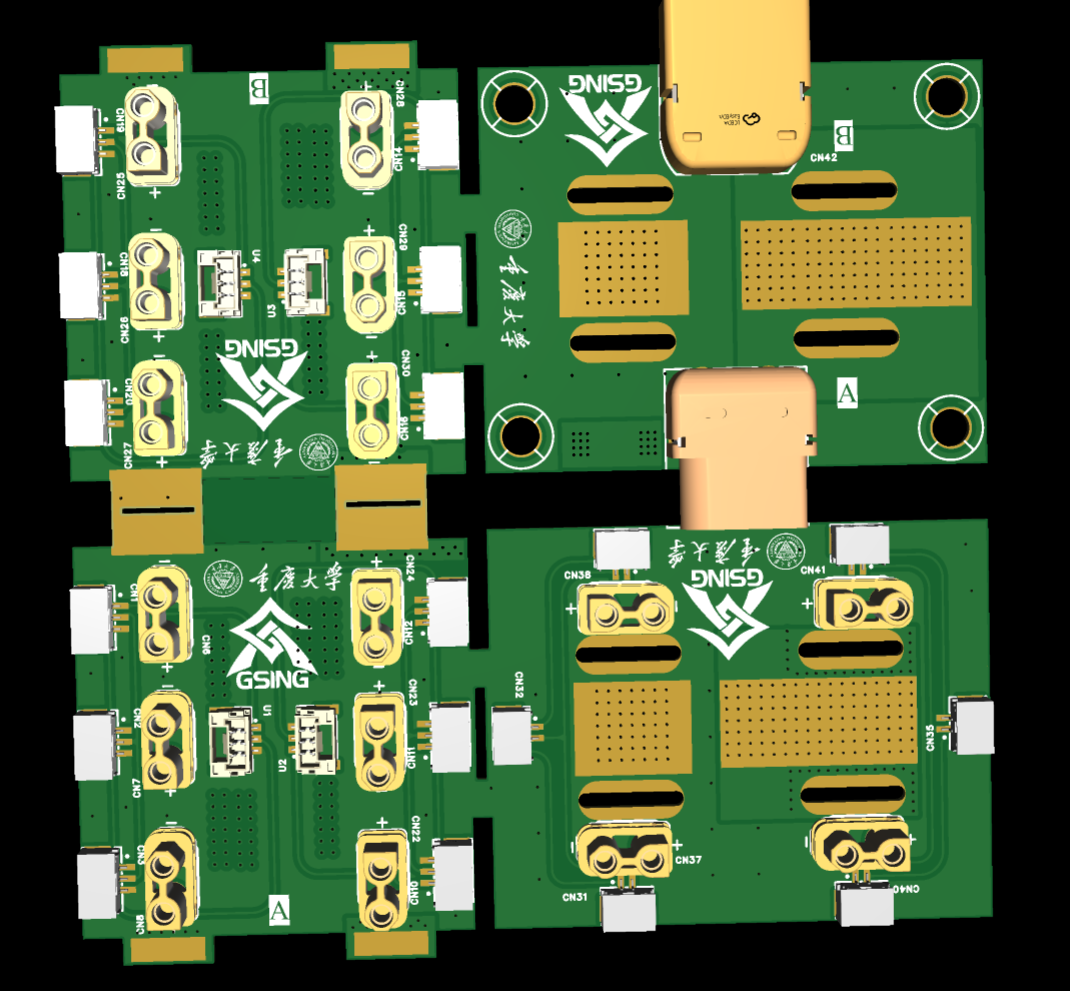 B
CN19
CN25
CN28
CN14
CN18
CN26
U4
U3
CN29
CN15
CN20
CN27
CN30
CN16
GSING
重庆大学
GSING
B
CN42
LCEDA
EasyEDA
重庆大学
A
重庆大学
GSING
CN1
CN6
CN24
CN12
CN2
CN7
U1
U2
CN23
CN11
CN3
CN8
CN22
CN10
A
重庆大学
GSING
CN38
CN41
CN32
CN35
CN37
CN31
CN40